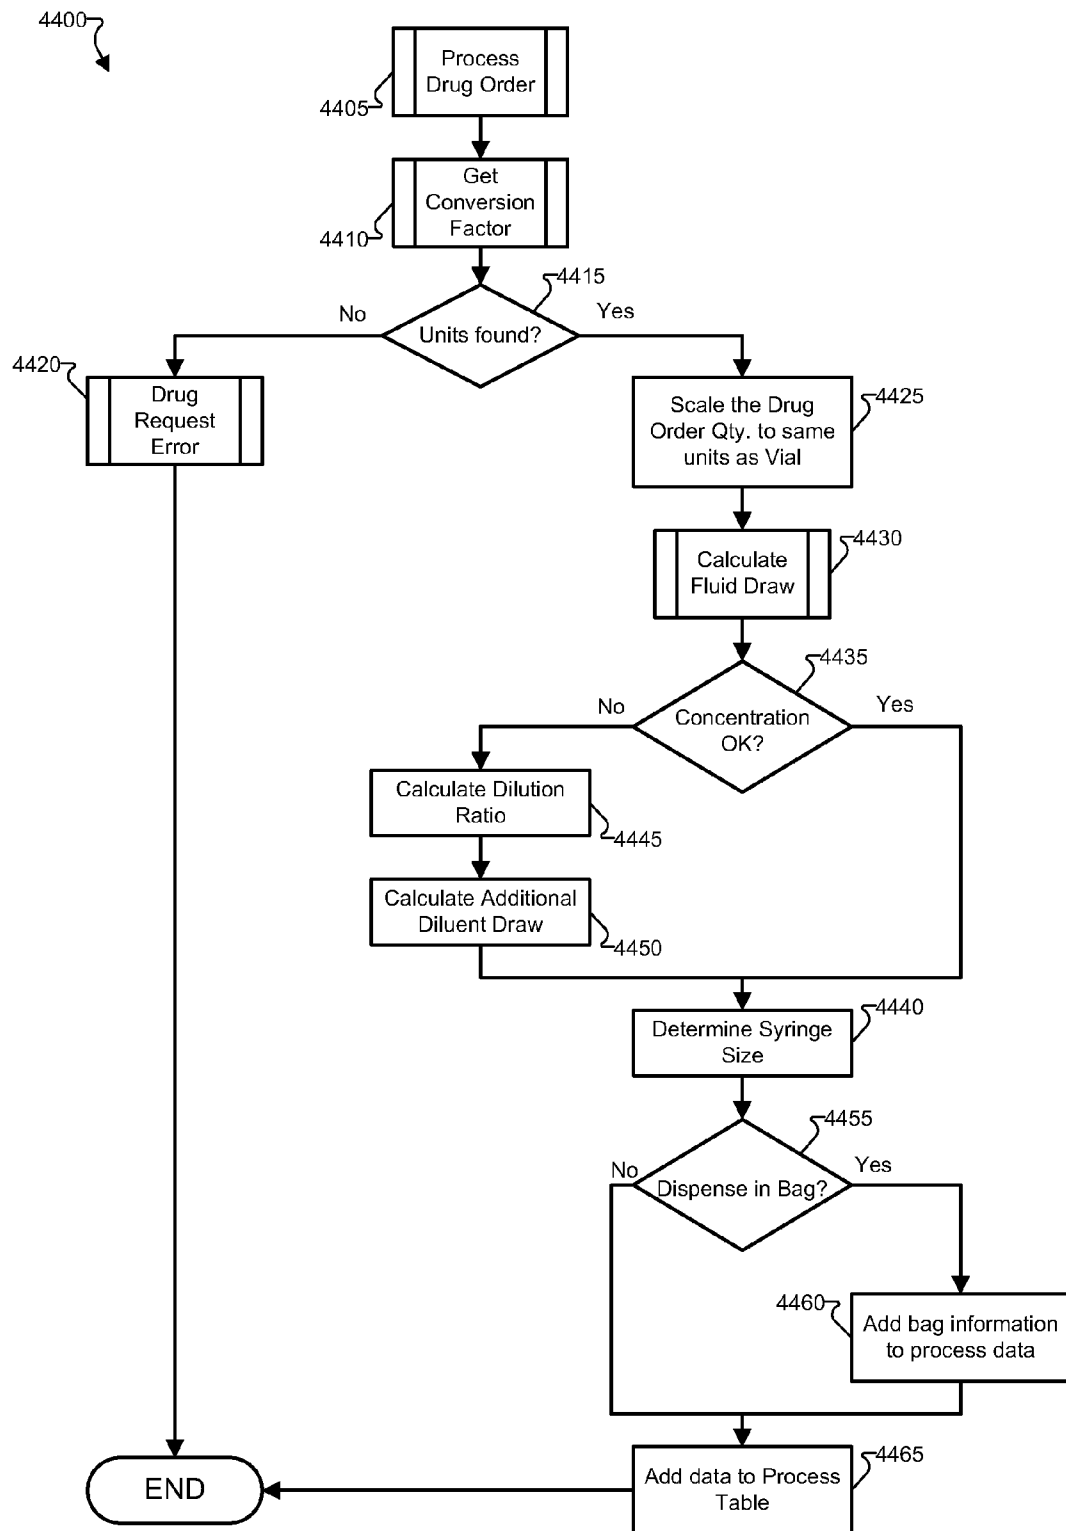 4400
Process
Drug Order
4405
Get
Conversion
Factor
4410
4415
No
Yes
Units found?
4420
Drug
Request
Error
Scale the Drug
Order Qty. to same
units as Vial
4425
4430
Calculate
Fluid Draw
4435
No
Yes
Concentration
OK?
Calculate Dilution
Ratio
4445
Calculate Additional
Diluent Draw
4450
4440
Determine Syringe
Size
4455
No
Yes
Dispense in Bag?
4460
Add bag information
to process data
4465
Add data to Process
Table
END